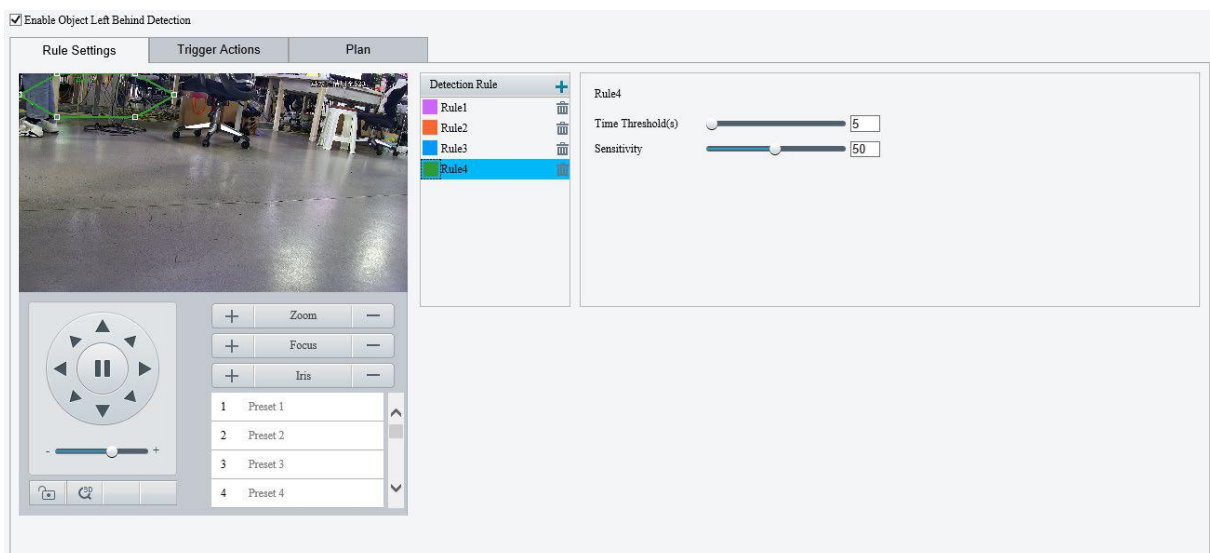 Enable Object Left Behind Detection
Rule Settings
Trigger Actions
Plan
Detection Rule
Rule1
Rule2
Rule3
Rule4
Rule4
Time Threshold(s) 5
Sensitivity 50
+ Zoom −
+ Focus −
+ Iris −
1 Preset 1
2 Preset 2
3 Preset 3
4 Preset 4
- +
3D